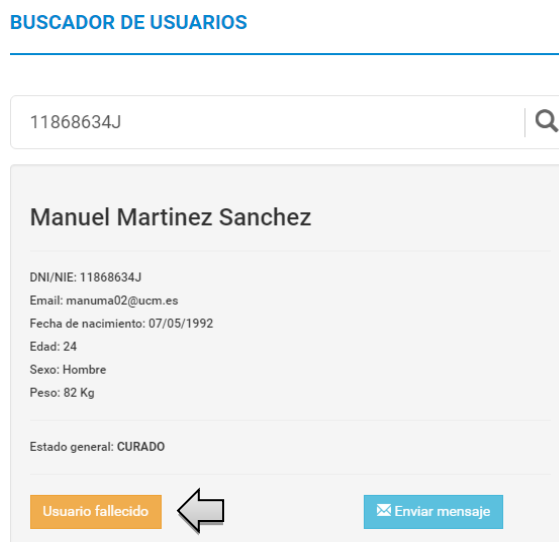 BUSCADOR DE USUARIOS
11868634J
Manuel Martinez Sanchez
DNI/NIE: 11868634J
Email: manuma02@ucm.es
Fecha de nacimiento: 07/05/1992
Edad: 24
Sexo: Hombre
Peso: 82 Kg
Estado general: CURADO
Usuario fallecido
Enviar mensaje